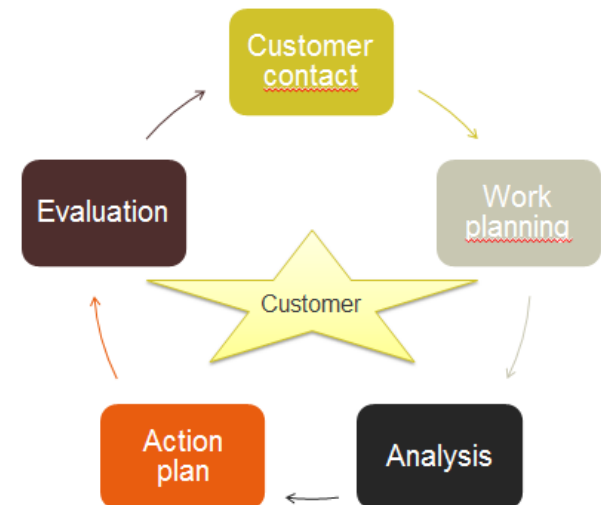 Customer
contact
Work
planning
Analysis
Action
plan
Evaluation
Customer